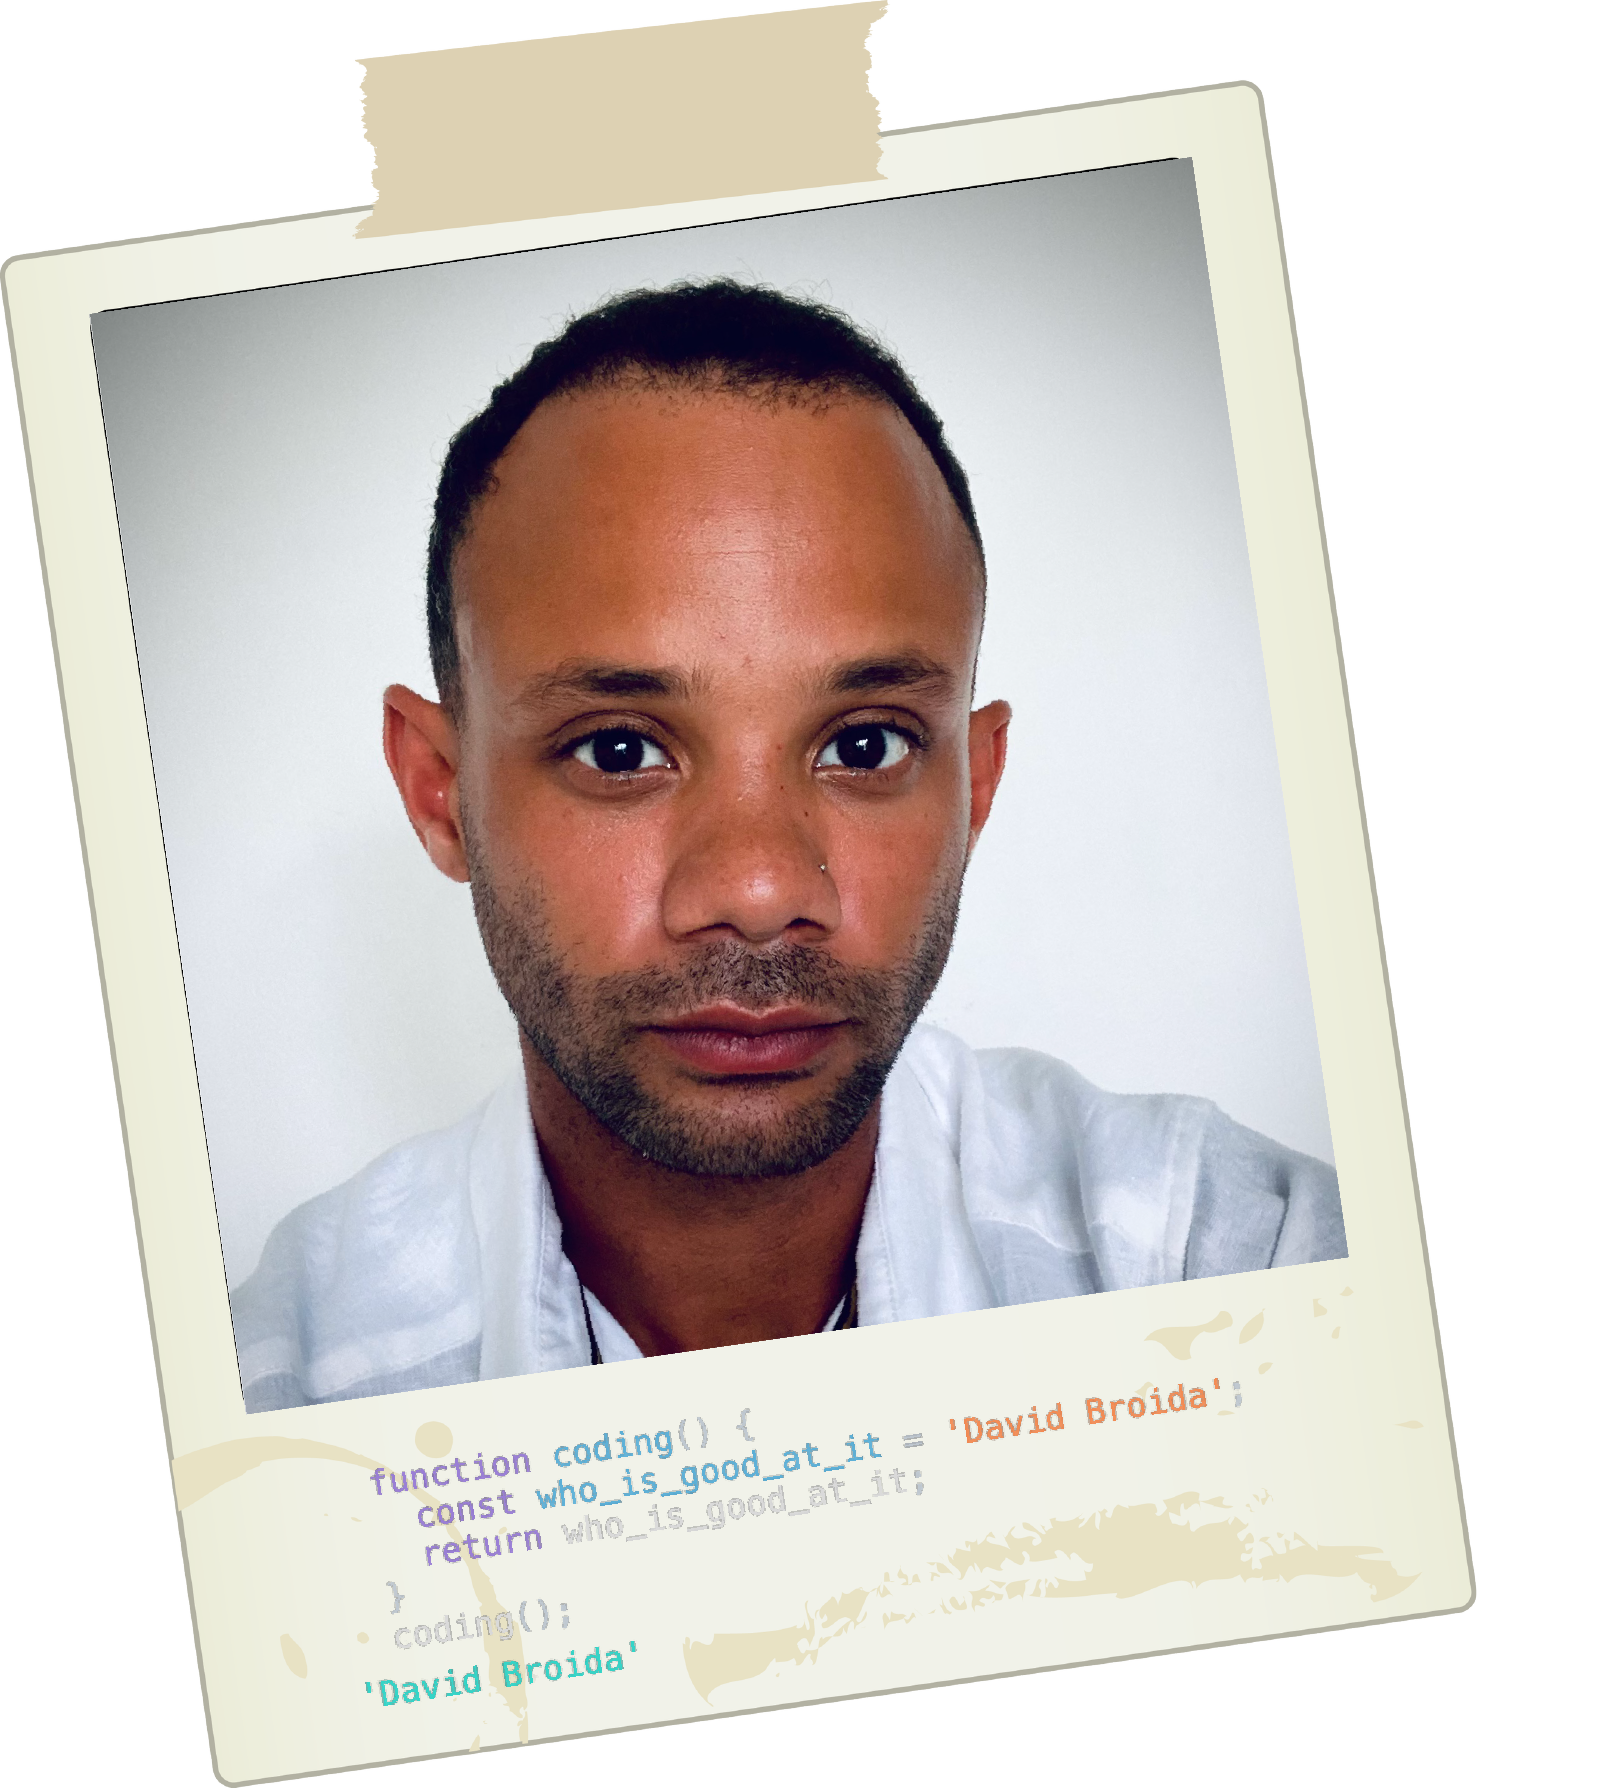 function coding() {
const who_is_good_at_it = 'David Broida';
return who_is_good_at_it;
}
coding();
'David Broida'